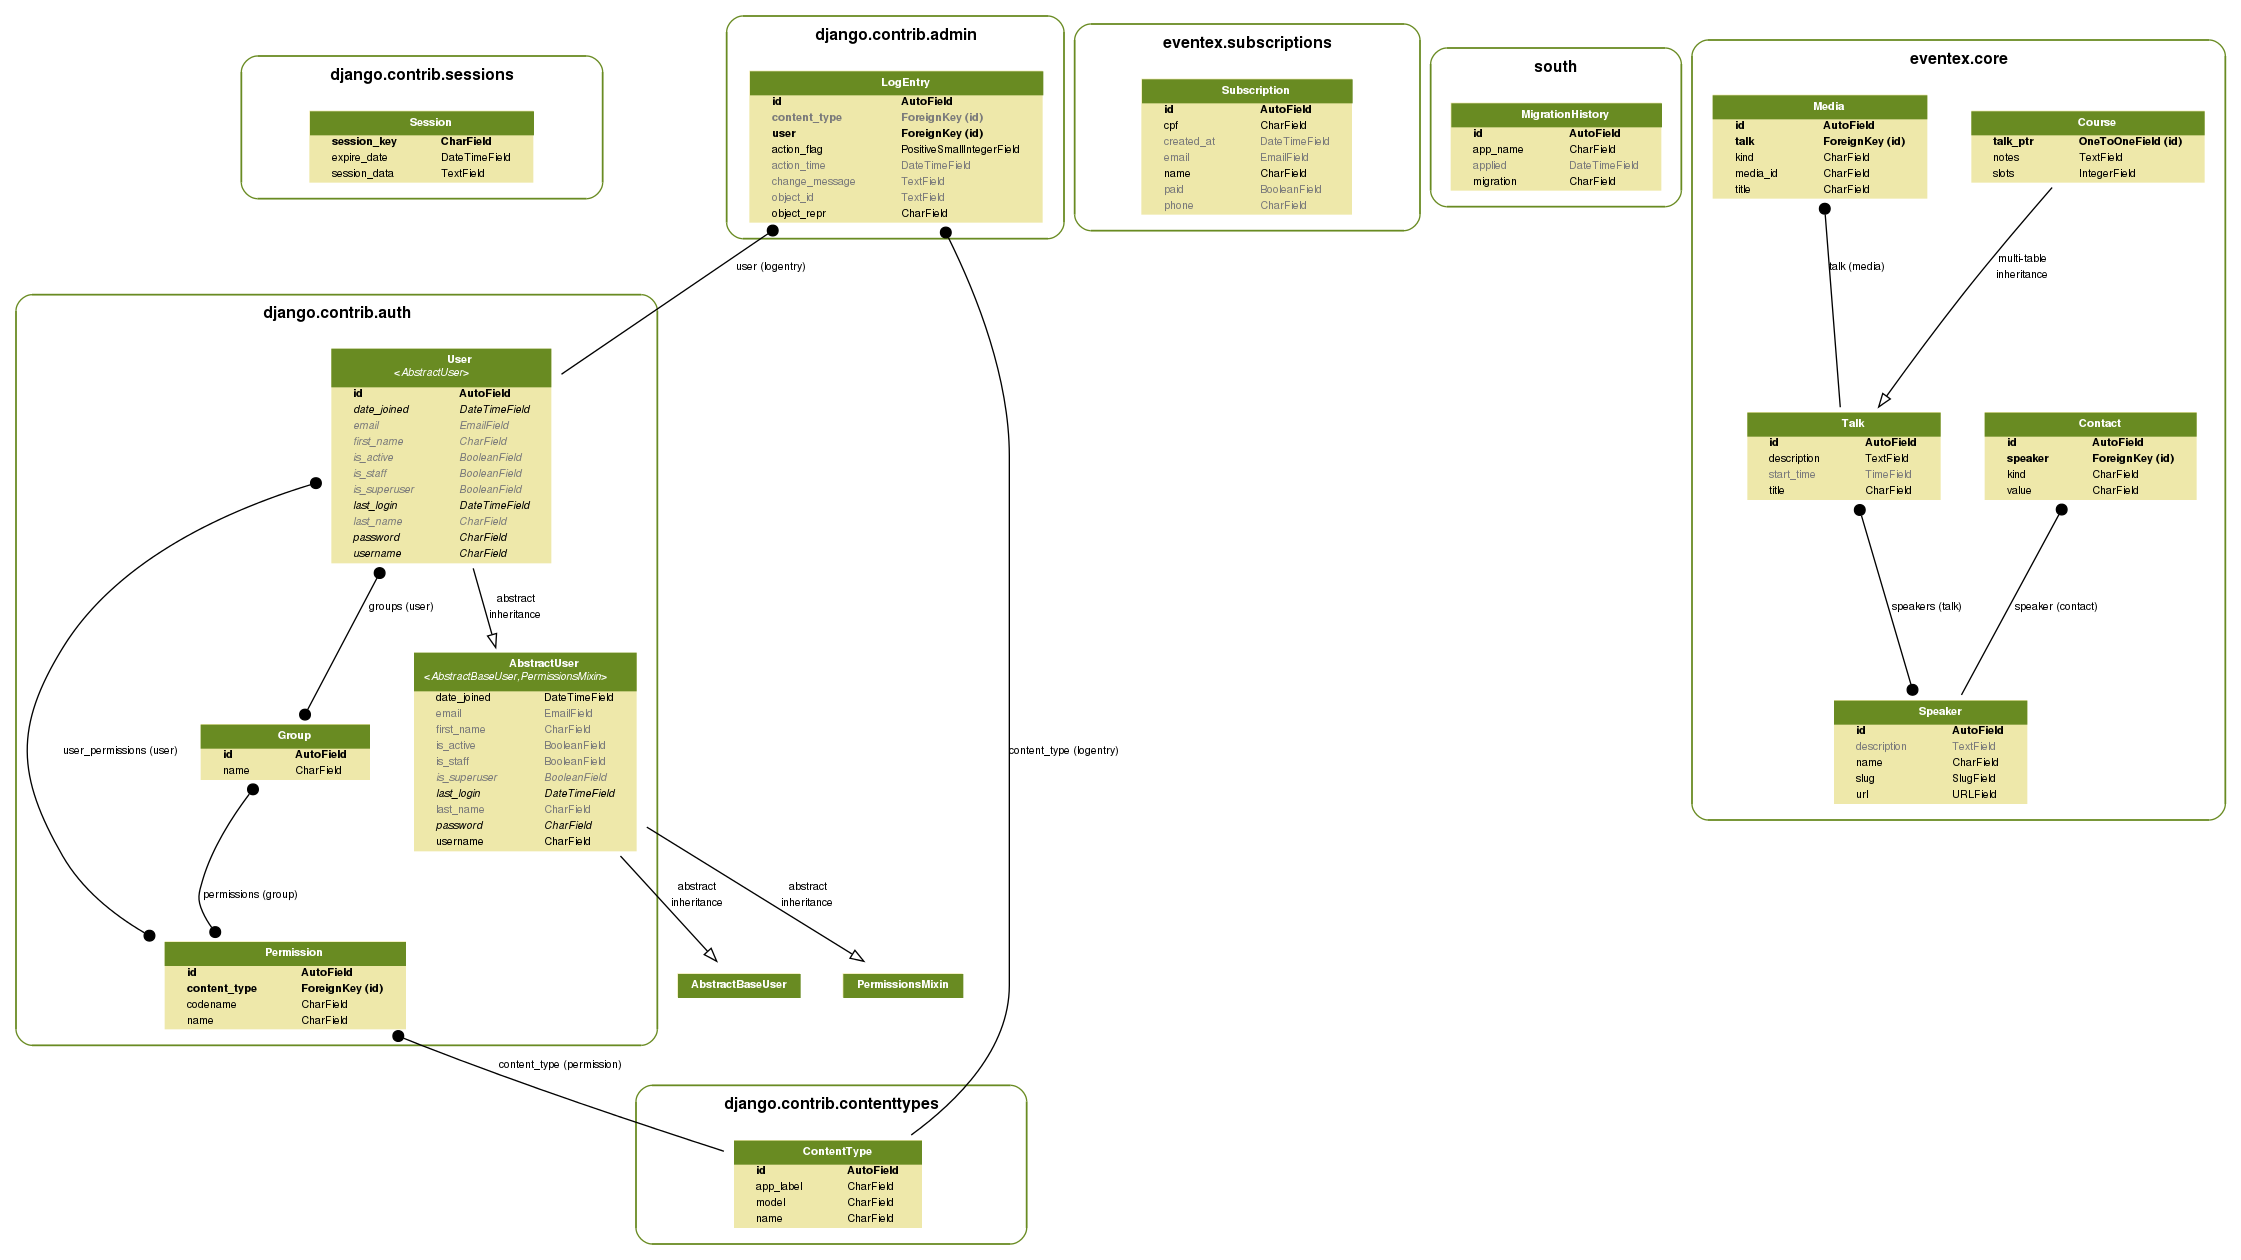 django.contrib.sessions
Session
session_key CharField
expire_date DateTimeField
session_data TextField
django.contrib.admin
LogEntry
id AutoField
content_type ForeignKey (id)
user ForeignKey (id)
action_flag PositiveSmallIntegerField
action_time DateTimeField
change_message TextField
object_id TextField
object_repr CharField
eventex.subscriptions
Subscription
id AutoField
cpf CharField
created_at DateTimeField
email EmailField
name CharField
paid BooleanField
phone CharField
south
MigrationHistory
id AutoField
app_name CharField
applied DateTimeField
migration CharField
eventex.core
Media
id AutoField
talk ForeignKey (id)
kind CharField
media_id CharField
title CharField
Course
talk_ptr OneToOneField (id)
notes TextField
slots IntegerField
talk (media)
multi-table
inheritance
Talk
id AutoField
description TextField
start_time TimeField
title CharField
Contact
id AutoField
speaker ForeignKey (id)
kind CharField
value CharField
speakers (talk)
speaker (contact)
Speaker
id AutoField
description TextField
name CharField
slug SlugField
url URLField
user (logentry)
django.contrib.auth
User
<AbstractUser>
id AutoField
date_joined DateTimeField
email EmailField
first_name CharField
is_active BooleanField
is_staff BooleanField
is_superuser BooleanField
last_login DateTimeField
last_name CharField
password CharField
username CharField
groups (user)
abstract
inheritance
AbstractUser
<AbstractBaseUser,PermissionsMixin>
date_joined DateTimeField
email EmailField
first_name CharField
is_active BooleanField
is_staff BooleanField
is_superuser BooleanField
last_login DateTimeField
last_name CharField
password CharField
username CharField
user_permissions (user)
Group
id AutoField
name CharField
permissions (group)
Permission
id AutoField
content_type ForeignKey (id)
codename CharField
name CharField
abstract
inheritance
abstract
inheritance
AbstractBaseUser
PermissionsMixin
content_type (logentry)
content_type (permission)
django.contrib.contenttypes
ContentType
id AutoField
app_label CharField
model CharField
name CharField